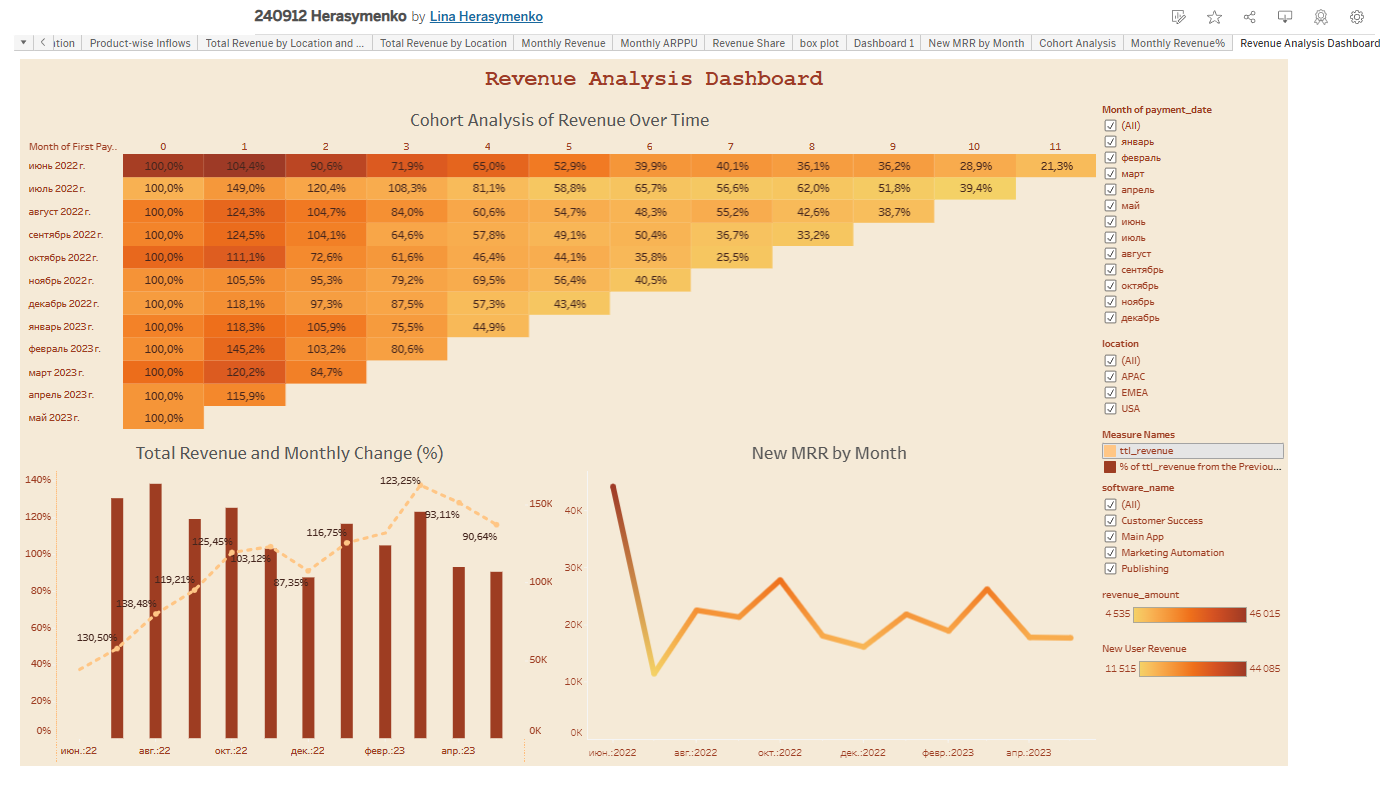 240912 Herasymenko by Lina Herasymenko
ation Product-wise Inflows Total Revenue by Location and ... Total Revenue by Location Monthly Revenue Monthly ARPPU Revenue Share box plot Dashboard 1 New MRR by Month Cohort Analysis Monthly Revenue% Revenue Analysis Dashboard
Revenue Analysis Dashboard
Cohort Analysis of Revenue Over Time
Month of First Pay.. 0 1 2 3 4 5 6 7 8 9 10 11
июнь 2022 г. 100,0% 104,4% 90,6% 71,9% 65,0% 52,9% 39,9% 40,1% 36,1% 36,2% 28,9% 21,3%
июль 2022 г. 100,0% 149,0% 120,4% 108,3% 81,1% 58,8% 65,7% 56,6% 62,0% 51,8% 39,4%
август 2022 г. 100,0% 124,3% 104,7% 84,0% 60,6% 54,7% 48,3% 55,2% 42,6% 38,7%
сентябрь 2022 г. 100,0% 124,5% 104,1% 64,6% 57,8% 49,1% 50,4% 36,7% 33,2%
октябрь 2022 г. 100,0% 111,1% 72,6% 61,6% 46,4% 44,1% 35,8% 25,5%
ноябрь 2022 г. 100,0% 105,5% 95,3% 79,2% 69,5% 56,4% 40,5%
декабрь 2022 г. 100,0% 118,1% 97,3% 87,5% 57,3% 43,4%
январь 2023 г. 100,0% 118,3% 105,9% 75,5% 44,9%
февраль 2023 г. 100,0% 145,2% 103,2% 80,6%
март 2023 г. 100,0% 120,2% 84,7%
апрель 2023 г. 100,0% 115,9%
май 2023 г. 100,0%
Month of payment_date
(All)
январь
февраль
март
апрель
май
июнь
июль
август
сентябрь
октябрь
ноябрь
декабрь
location
(All)
APAC
EMEA
USA
Measure Names
ttl_revenue
% of ttl_revenue from the Previou...
software_name
(All)
Customer Success
Main App
Marketing Automation
Publishing
revenue_amount
4 535 46 015
New User Revenue
11 515 44 085
Total Revenue and Monthly Change (%)
140%
120%
100%
80%
60%
40%
20%
0%
130,50%
138,48%
119,21%
125,45%
103,12%
87,35%
116,75%
123,25%
93,11%
90,64%
150K
100K
50K
0K
июн.:22 авг.:22 окт.:22 дек.:22 февр.:23 апр.:23
New MRR by Month
40K
30K
20K
10K
0K
июн.:2022 авг.:2022 окт.:2022 дек.:2022 февр.:2023 апр.:2023